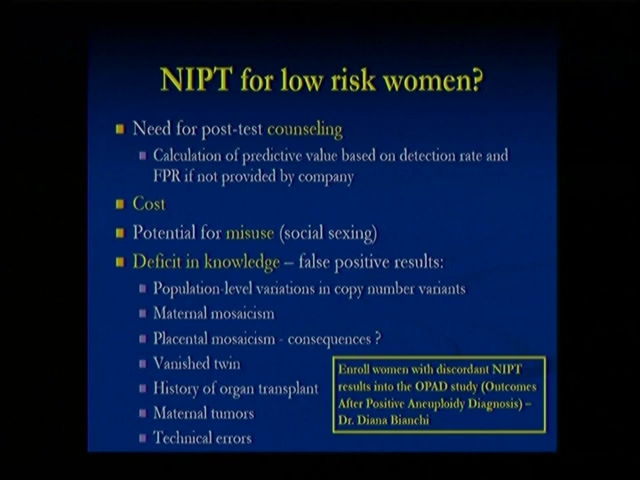 NIPT for low risk women?
Need for post-test counseling
Calculation of predictive value based on detection rate and
FPR if not provided by company
Cost
Potential for misuse (social sexing)
Deficit in knowledge – false positive results:
Population-level variations in copy number variants
Maternal mosaicism
Placental mosaicism - consequences ?
Vanished twin
History of organ transplant
Maternal tumors
Technical errors
Enroll women with discordant NIPT
results into the OPAD study (Outcomes
After Positive Aneuploidy Diagnosis) –
Dr. Diana Bianchi